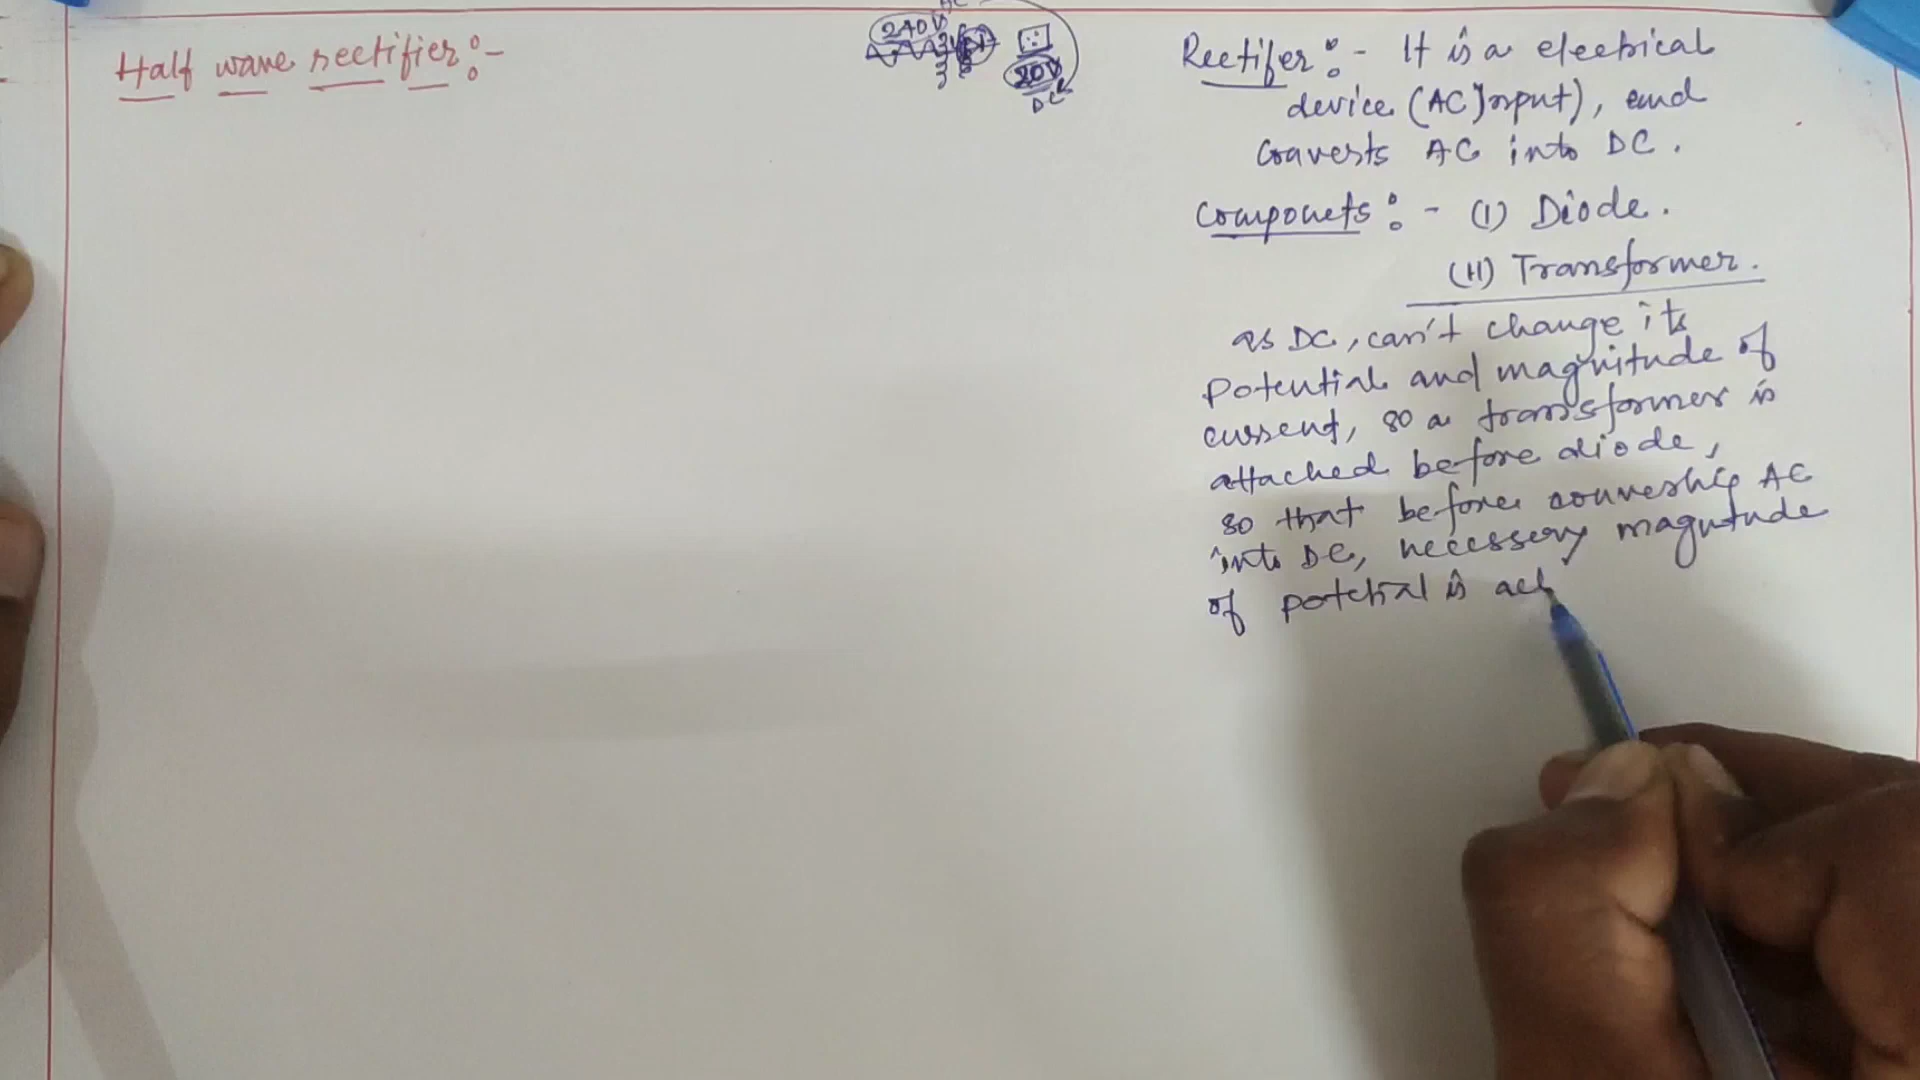 Half wave rectifier:-
240V
20V
DC
Rectifer :- It is a electrical
device (AC Input), and
Converts AC into DC.
Componets :- (I) Diode.
(II) Transformer.
as DC, can't change its
Potential and magnitude of
current, so a transformer is
attached before diode,
so that before converting AC
into DC, necessery magnitude
of potential is ach